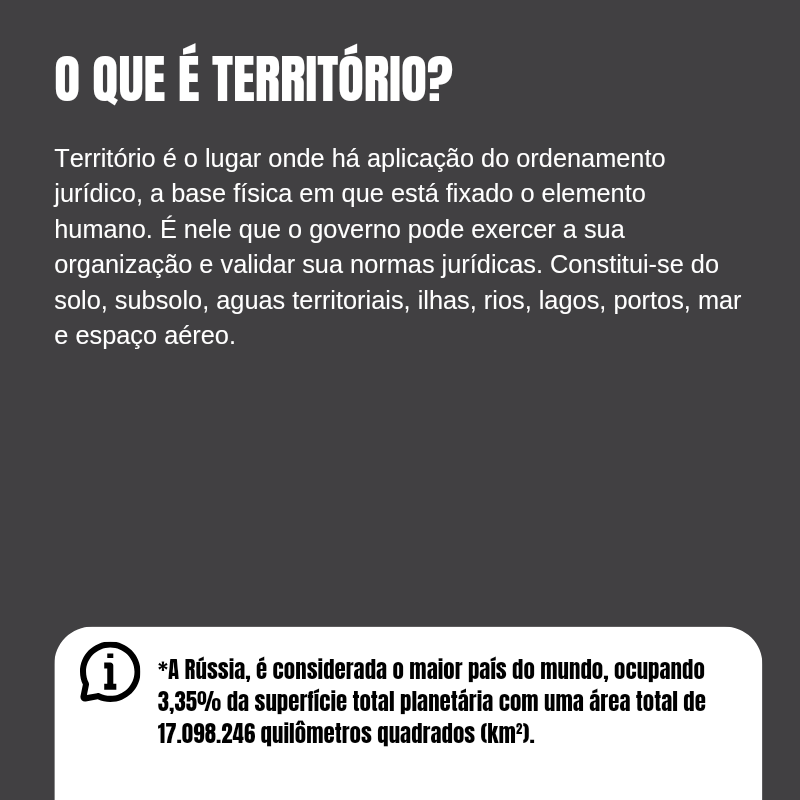 O QUE É TERRITÓRIO?
Território é o lugar onde há aplicação do ordenamento
jurídico, a base física em que está fixado o elemento
humano. É nele que o governo pode exercer a sua
organização e validar sua normas jurídicas. Constitui-se do
solo, subsolo, aguas territoriais, ilhas, rios, lagos, portos, mar
e espaço aéreo.
*A Rússia, é considerada o maior país do mundo, ocupando
3,35% da superfície total planetária com uma área total de
17.098.246 quilômetros quadrados (km²).